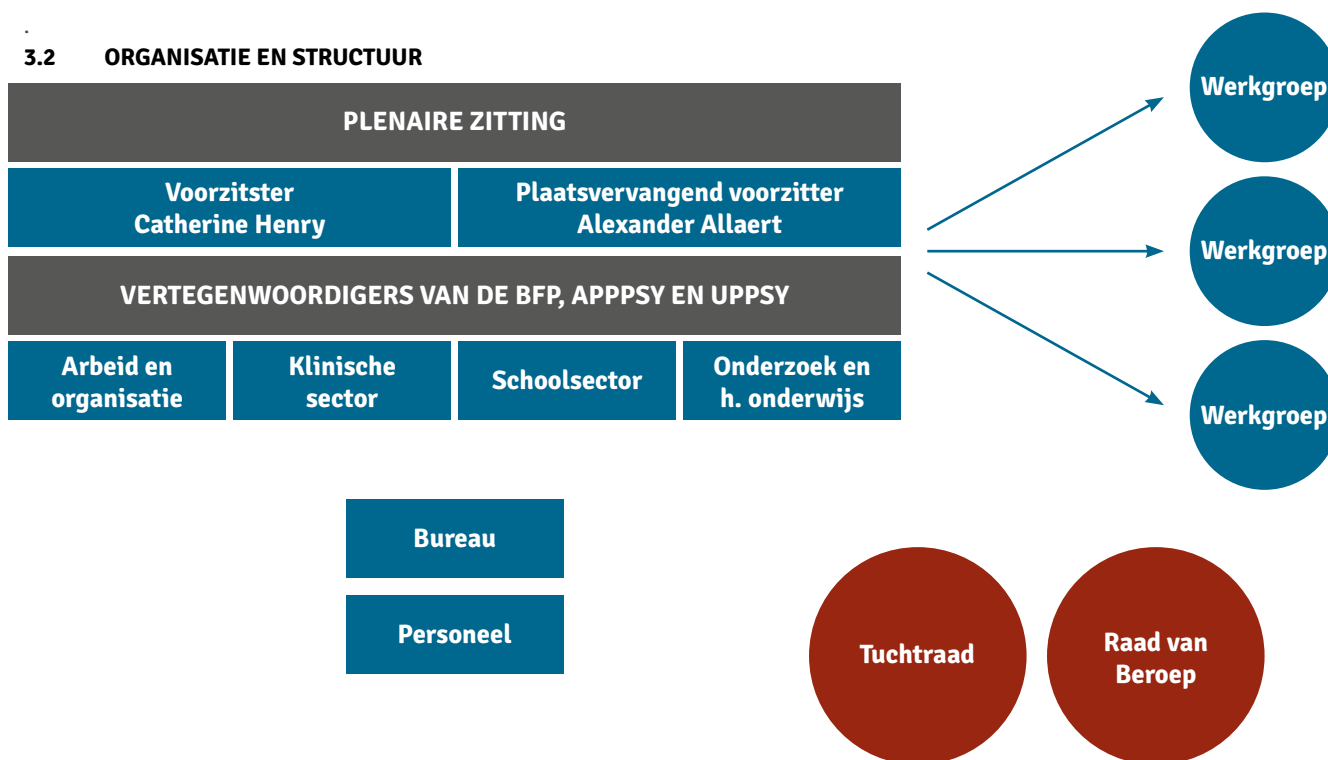 .
3.2 ORGANISATIE EN STRUCTUUR
PLENAIRE ZITTING
Voorzitster
Catherine Henry
Plaatsvervangend voorzitter
Alexander Allaert
VERTEGENWOORDIGERS VAN DE BFP, APPPSY EN UPPSY
Arbeid en
organisatie
Klinische
sector
Schoolsector
Onderzoek en
h. onderwijs
Werkgroep
Werkgroep
Werkgroep
Bureau
Personeel
Tuchtraad
Raad van
Beroep